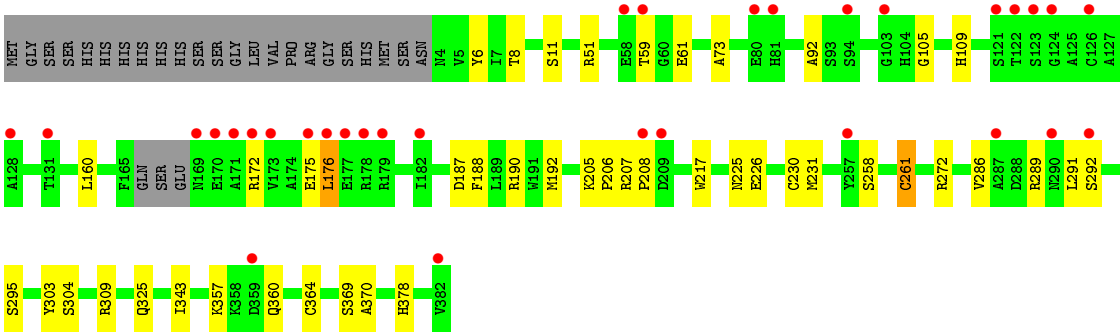 MET GLY SER SER HIS HIS HIS HIS HIS HIS SER SER GLY LEU VAL PRO ARG GLY SER HIS MET SER ASN N4 V5 Y6 I7 T8 S11 R51 E58 T59 G60 E61 A73 E80 H81 A92 S93 S94 G103 H104 G105 H109 S121 T122 S123 G124 A125 C126 A127
A128 T131 L160 F165 GLN SER GLU N169 E170 A171 R172 V173 A174 E175 L176 E177 R178 R179 I182 D187 F188 L189 R190 W191 M192 K205 P206 R207 P208 D209 W217 N225 E226 C230 M231 Y257 S258 C261 R272 V286 A287 D288 R289 N290 L291 S292
S295 Y303 S304 R309 Q325 I343 K357 K358 D359 Q360 C364 S369 A370 H378 V382